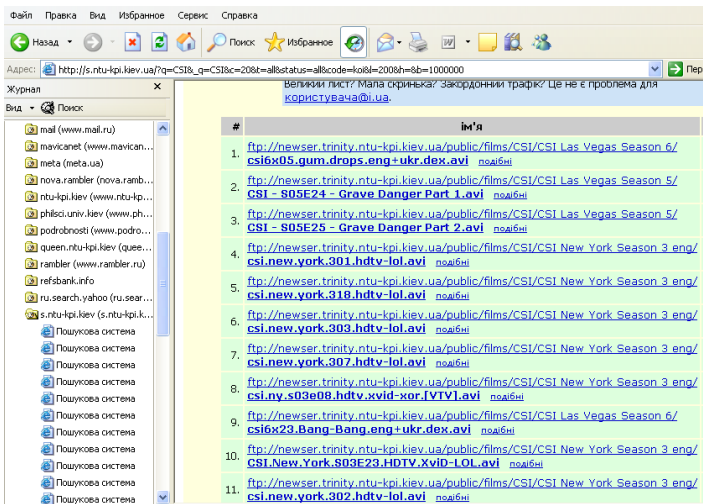 Файл Правка Вид Избранное Сервис Справка
Назад Поиск Избранное
Адрес: http://s.ntu-kpi.kiev.ua/?q=CSI&_q=CSI&c=20&t=all&status=all&code=koi&l=200&h=&b=1000000 Пер
Журнал
Вид Поиск
mail (www.mail.ru)
mavicanet (www.mavican...
meta (meta.ua)
nova.rambler (nova.ramb...
ntu-kpi.kiev (www.ntu-kp...
philsci.univ.kiev (www.ph...
podrobnosti (www.podro...
queen.ntu-kpi.kiev (quee...
rambler (www.rambler.ru)
refsbank.info
ru.search.yahoo (ru.sear...
s.ntu-kpi.kiev (s.ntu-kpi.k...
Пошукова система
Пошукова система
Пошукова система
Пошукова система
Пошукова система
Пошукова система
Пошукова система
Пошукова система
Пошукова система
Пошукова система
Великий лист? Мала скринька? Закордонний трафік? Це не є проблема для
користувача@i.ua.
# ім'я
1. ftp://newser.trinity.ntu-kpi.kiev.ua/public/films/CSI/CSI Las Vegas Season 6/
csi6x05.gum.drops.eng+ukr.dex.avi подібні
2. ftp://newser.trinity.ntu-kpi.kiev.ua/public/films/CSI/CSI Las Vegas Season 5/
CSI - S05E24 - Grave Danger Part 1.avi подібні
3. ftp://newser.trinity.ntu-kpi.kiev.ua/public/films/CSI/CSI Las Vegas Season 5/
CSI - S05E25 - Grave Danger Part 2.avi подібні
4. ftp://newser.trinity.ntu-kpi.kiev.ua/public/films/CSI/CSI New York Season 3 eng/
csi.new.york.301.hdtv-lol.avi подібні
5. ftp://newser.trinity.ntu-kpi.kiev.ua/public/films/CSI/CSI New York Season 3 eng/
csi.new.york.318.hdtv-lol.avi подібні
6. ftp://newser.trinity.ntu-kpi.kiev.ua/public/films/CSI/CSI New York Season 3 eng/
csi.new.york.303.hdtv-lol.avi подібні
7. ftp://newser.trinity.ntu-kpi.kiev.ua/public/films/CSI/CSI New York Season 3 eng/
csi.new.york.307.hdtv-lol.avi подібні
8. ftp://newser.trinity.ntu-kpi.kiev.ua/public/films/CSI/CSI New York Season 3 eng/
csi.ny.s03e08.hdtv.xvid-xor.[VTV].avi подібні
9. ftp://newser.trinity.ntu-kpi.kiev.ua/public/films/CSI/CSI Las Vegas Season 6/
csi6x23.Bang-Bang.eng+ukr.dex.avi подібні
10. ftp://newser.trinity.ntu-kpi.kiev.ua/public/films/CSI/CSI New York Season 3 eng/
CSI.New.York.S03E23.HDTV.XviD-LOL.avi подібні
11. ftp://newser.trinity.ntu-kpi.kiev.ua/public/films/CSI/CSI New York Season 3 eng/
csi.new.york.302.hdtv-lol.avi подібні